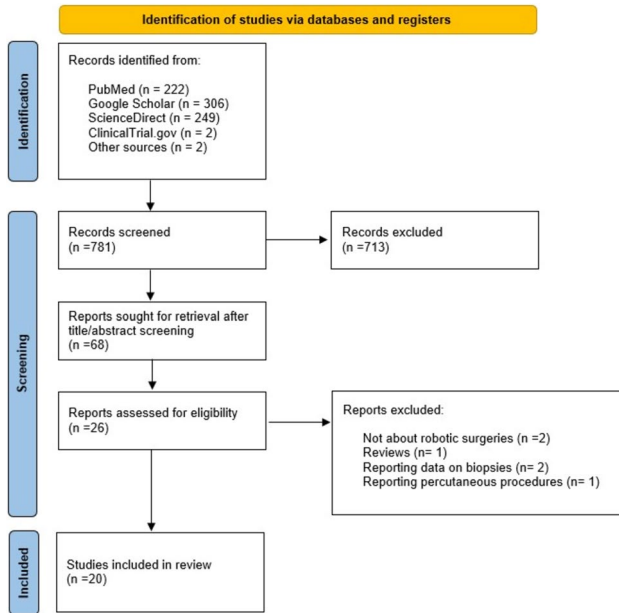 Identification of studies via databases and registers
Identification
Records identified from:
PubMed (n = 222)
Google Scholar (n = 306)
ScienceDirect (n = 249)
ClinicalTrial.gov (n = 2)
Other sources (n = 2)
Screening
Records screened
(n =781)
Records excluded
(n =713)
Reports sought for retrieval after
title/abstract screening
(n =68)
Reports assessed for eligibility
(n =26)
Reports excluded:
Not about robotic surgeries (n =2)
Reviews (n= 1)
Reporting data on biopsies (n= 2)
Reporting percutaneous procedures (n= 1)
Included
Studies included in review
(n =20)